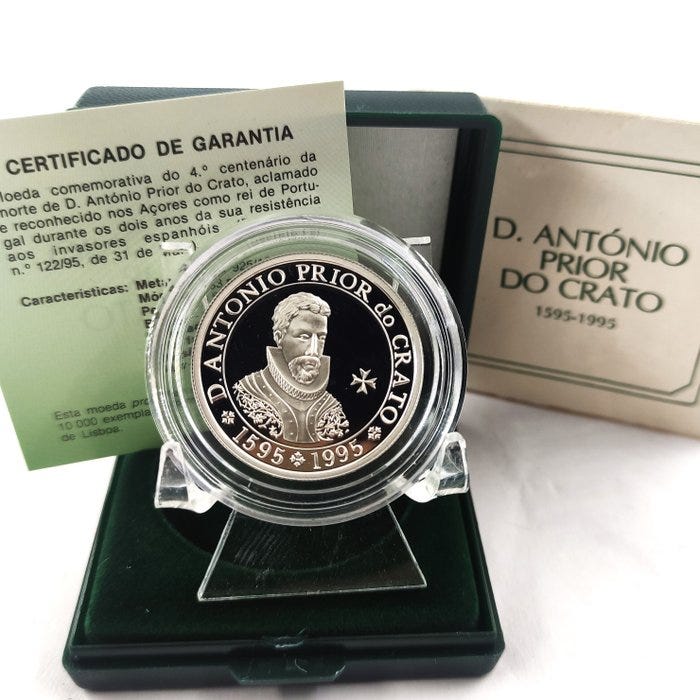 CERTIFICADO DE GARANTIA
Moeda comemorativa do 4.º centenário da
morte de D. António Prior do Crato, aclamado
e reconhecido nos Açores como rei de Portu-
gal durante os dois anos da sua resistência
aos invasores espanhóis
n.º 122/95, de 31 de
Características:
Esta moeda
10 000
de Lisboa.
D. ANTONIO PRIOR do CRATO
1595 1995
D. ANTÓNIO
PRIOR
DO CRATO
1595-1995